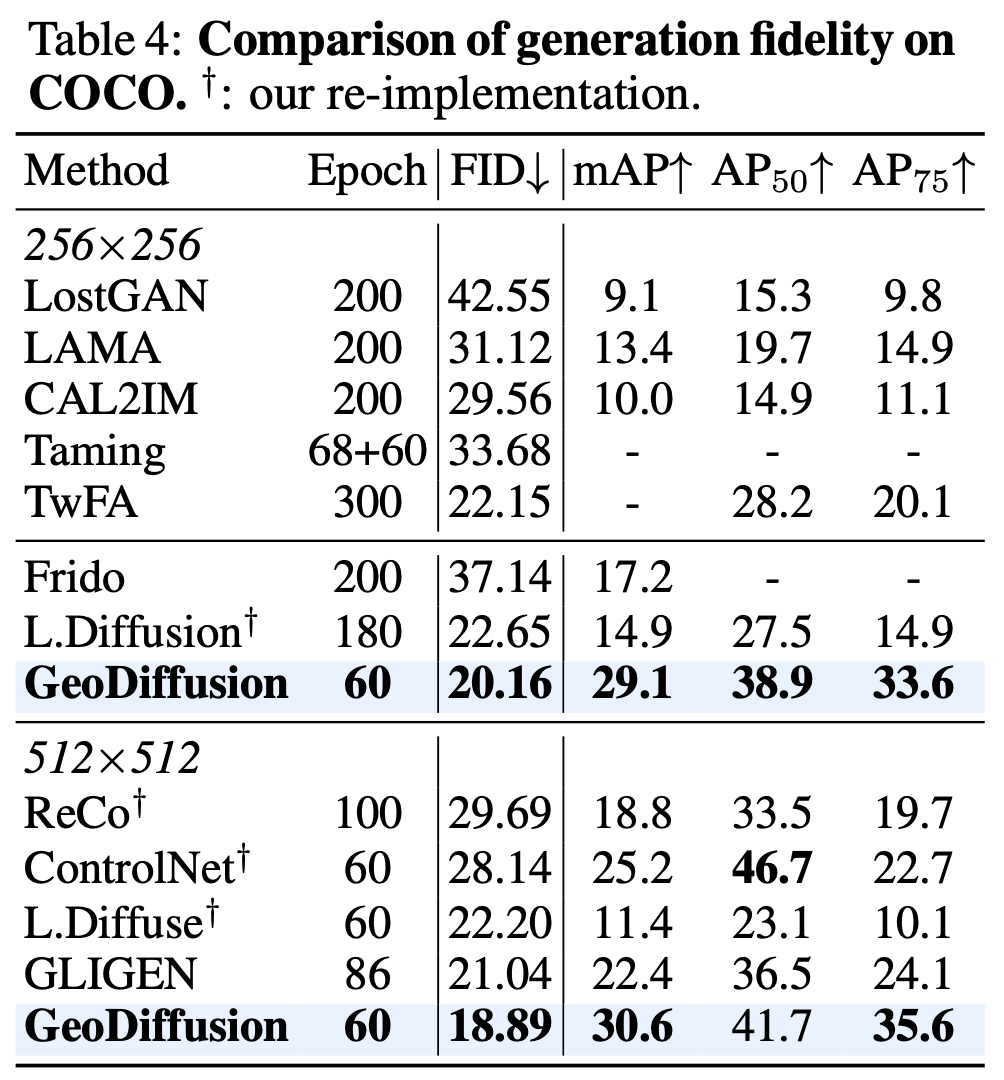 Table 4: Comparison of generation fidelity on
COCO. †: our re-implementation.
Method Epoch FID↓ mAP↑ AP50↑ AP75↑
256×256
LostGAN 200 42.55 9.1 15.3 9.8
LAMA 200 31.12 13.4 19.7 14.9
CAL2IM 200 29.56 10.0 14.9 11.1
Taming 68+60 33.68 - - -
TwFA 300 22.15 - 28.2 20.1
Frido 200 37.14 17.2 - -
L.Diffusion† 180 22.65 14.9 27.5 14.9
GeoDiffusion 60 20.16 29.1 38.9 33.6
512×512
ReCo† 100 29.69 18.8 33.5 19.7
ControlNet† 60 28.14 25.2 46.7 22.7
L.Diffuse† 60 22.20 11.4 23.1 10.1
GLIGEN 86 21.04 22.4 36.5 24.1
GeoDiffusion 60 18.89 30.6 41.7 35.6